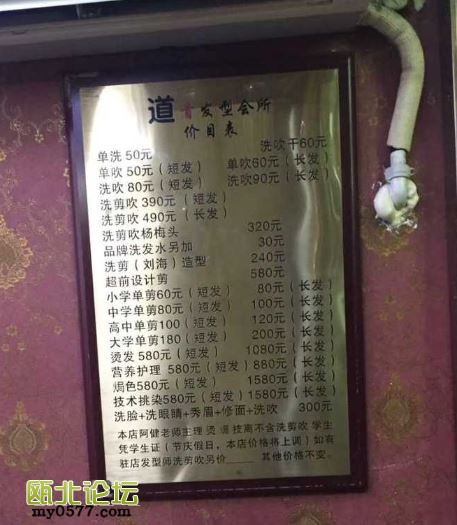 道首发型会所
价目表
单洗 50元 洗吹干60元
单吹 50元（短发） 单吹60元（长发）
洗吹 80元（短发） 洗吹90元（长发）
洗剪吹 390元（短发）
洗剪吹 490元（长发）
洗剪吹杨梅头 320元
品牌洗发水另加 30元
洗剪（刘海）造型 240元
超前设计剪 580元
小学单剪60元（短发） 80元（长发）
中学单剪80元（短发） 100元（长发）
高中单剪100（短发） 120元（长发）
大学单剪180（短发） 200元（长发）
烫发 580元（短发） 1080元（长发）
营养护理 580元（短发）880元（长发）
焗色580元（短发） 1580元（长发）
技术挑染580元（短发）1580元（长发）
洗脸+洗眼睛+秀眉+修面+洗吹 300元
本店阿健老师主理 烫 技高不含洗剪吹 学生
凭学生证（节庆假日，本店价格将上调）如有
驻店发型师洗剪吹另价 其他价格不变。
瓯北论坛
my0577.com